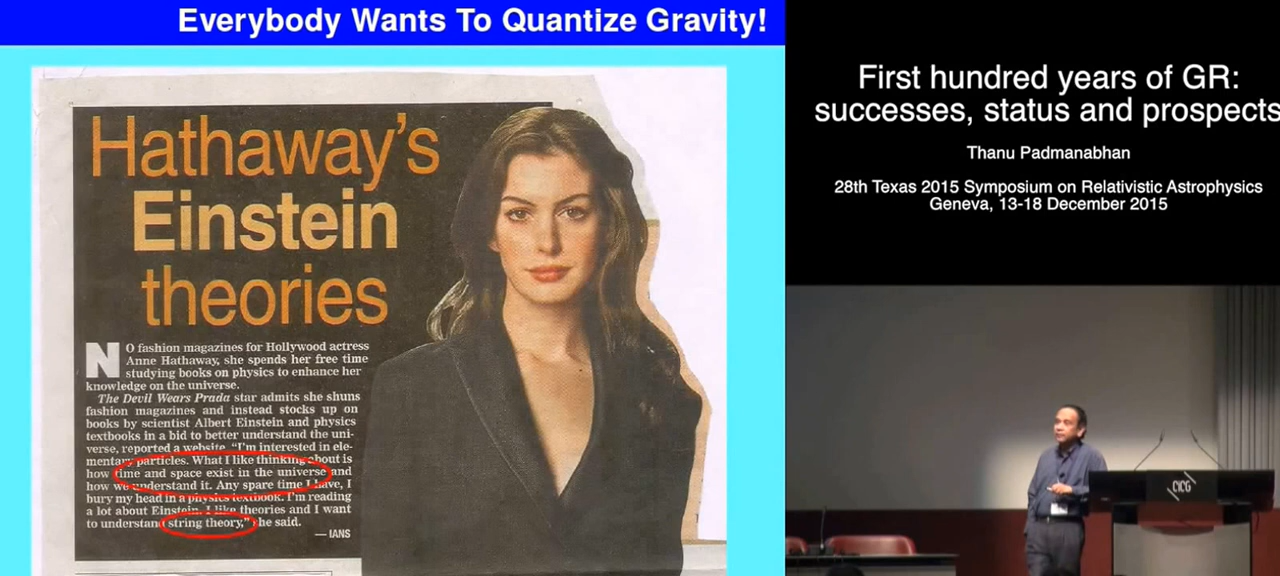 Everybody Wants To Quantize Gravity!
Hathaway's
Einstein
theories
NO fashion magazines for Hollywood actress
Anne Hathaway, she spends her free time
studying books on physics to enhance her
knowledge on the universe.
The Devil Wears Prada star admits she shuns
fashion magazines and instead stocks up on
books by scientist Albert Einstein and physics
textbooks in a bid to better understand the uni-
verse, reported a website. "I'm interested in ele-
mentary particles. What I like thinking about is
how time and space exist in the universe and
how we understand it. Any spare time I have, I
bury my head in a physics textbook. I'm reading
a lot about Einstein. I like theories and I want
to understand string theory," she said.
— IANS
First hundred years of GR:
successes, status and prospects
Thanu Padmanabhan
28th Texas 2015 Symposium on Relativistic Astrophysics
Geneva, 13-18 December 2015
CICG